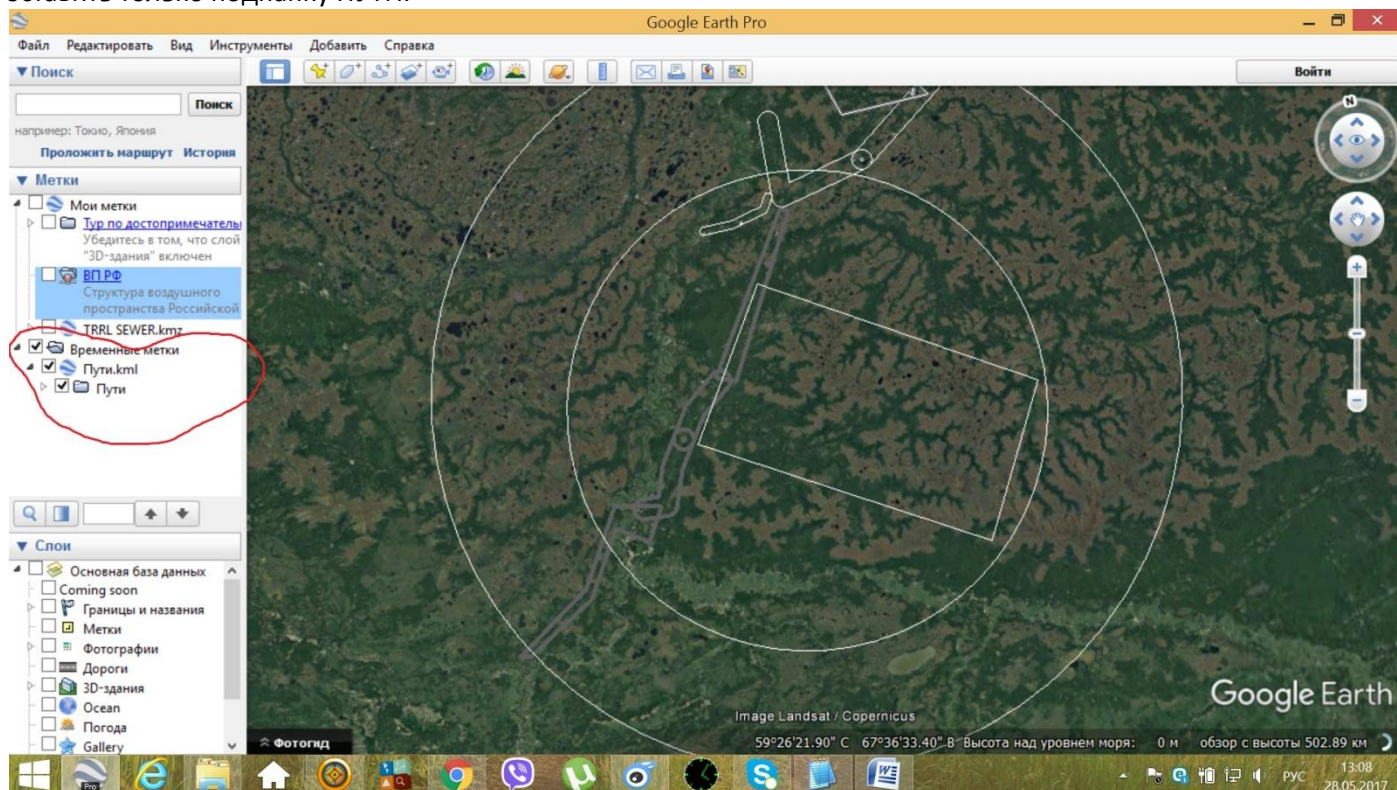 Google Earth Pro
Файл Редактировать Вид Инструменты Добавить Справка
Поиск
Войти
Поиск
например: Токио, Япония
Проложить маршрут История
Метки
Мои метки
Тур по достопримечатель
Убедитесь в том, что слой
"3D-здания" включен
ВП РФ
Структура воздушного
пространства Российской
TRRL SEWER.kmz
Временные метки
Пути.kml
Пути
Слои
Основная база данных
Coming soon
Границы и названия
Метки
Фотографии
Дороги
3D-здания
Ocean
Погода
Gallery
N
Google Earth
Image Landsat / Copernicus
Фотогид
59°26'21.90" С 67°36'33.40" В Высота над уровнем моря: 0 м обзор с высоты 502.89 км
Pro
РУС
13:08
28.05.2017